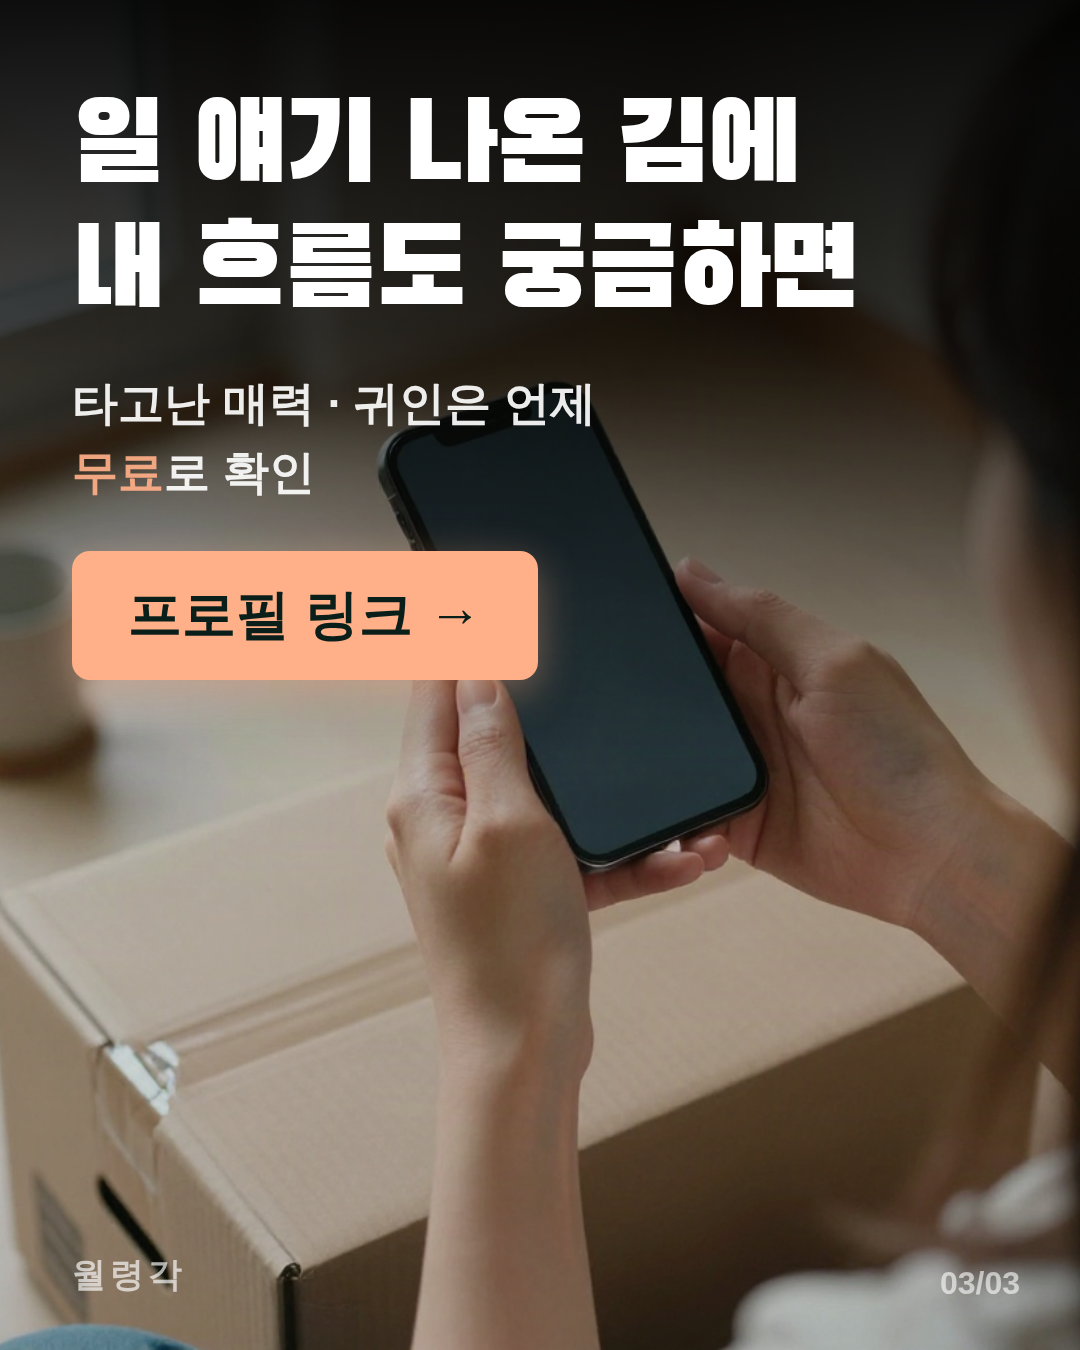 일 얘기 나온 김에
내 흐름도 궁금하면
타고난 매력 · 귀인은 언제
무료로 확인
프로필 링크 →
월령각
03/03